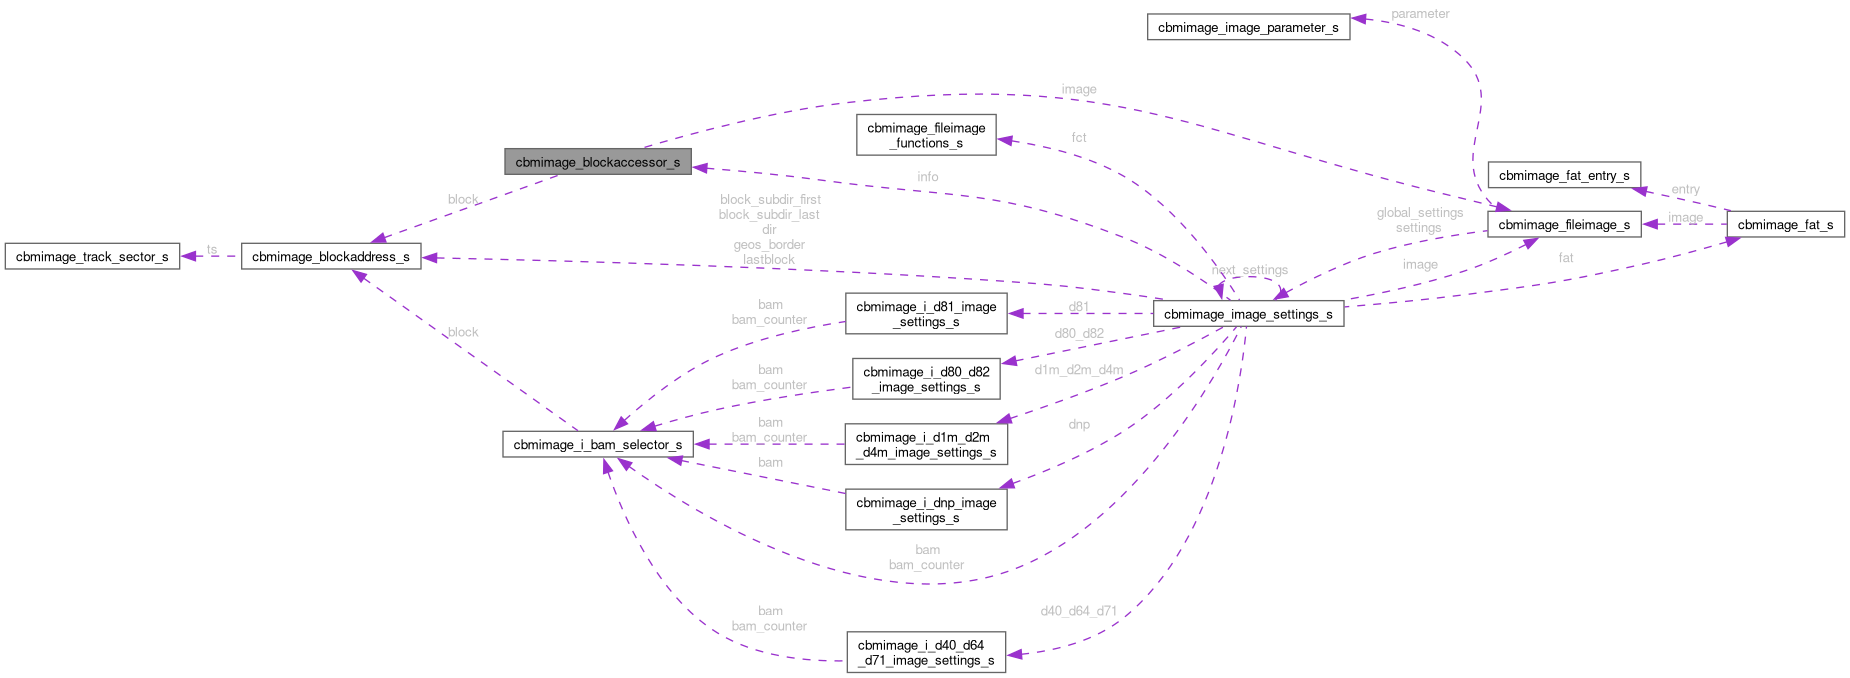 parameter
cbmimage_image_parameter_s
image
cbmimage_fileimage
_functions_s
fct
cbmimage_blockaccessor_s
info
cbmimage_fat_entry_s
entry
block
block_subdir_first
block_subdir_last
dir
geos_border
lastblock
global_settings
settings
cbmimage_fileimage_s
image
cbmimage_fat_s
cbmimage_track_sector_s
ts
cbmimage_blockaddress_s
image
fat
next_settings
bam
bam_counter
cbmimage_i_d81_image
_settings_s
d81
cbmimage_image_settings_s
block
d80_d82
bam
bam_counter
cbmimage_i_d80_d82
_image_settings_s
d1m_d2m_d4m
cbmimage_i_bam_selector_s
bam
bam_counter
cbmimage_i_d1m_d2m
_d4m_image_settings_s
dnp
bam
cbmimage_i_dnp_image
_settings_s
bam
bam_counter
bam
bam_counter
d40_d64_d71
cbmimage_i_d40_d64
_d71_image_settings_s